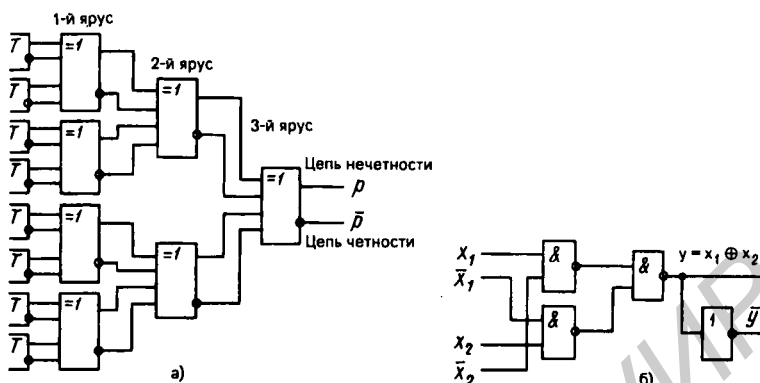 1-й ярус
2-й ярус
3-й ярус
T
T
T
T
T
T
T
T
=1
=1
=1
=1
=1
=1
=1
Цепь нечетности
p
p̄
Цепь четности
а)
x₁
x̄₁
x₂
x̄₂
&
&
&
1
y = x₁ ⊕ x₂
ȳ
б)